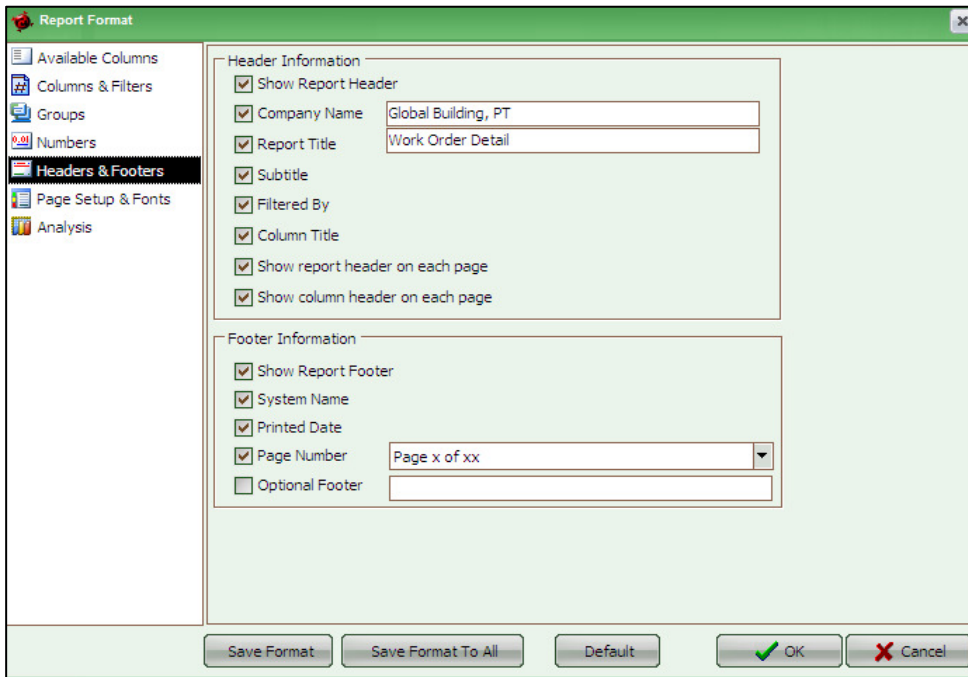 Report Format
Available Columns
Columns & Filters
Groups
Numbers
Headers & Footers
Page Setup & Fonts
Analysis
Header Information
Show Report Header
Company Name Global Building, PT
Report Title Work Order Detail
Subtitle
Filtered By
Column Title
Show report header on each page
Show column header on each page
Footer Information
Show Report Footer
System Name
Printed Date
Page Number Page x of xx
Optional Footer
Save Format Save Format To All Default OK Cancel